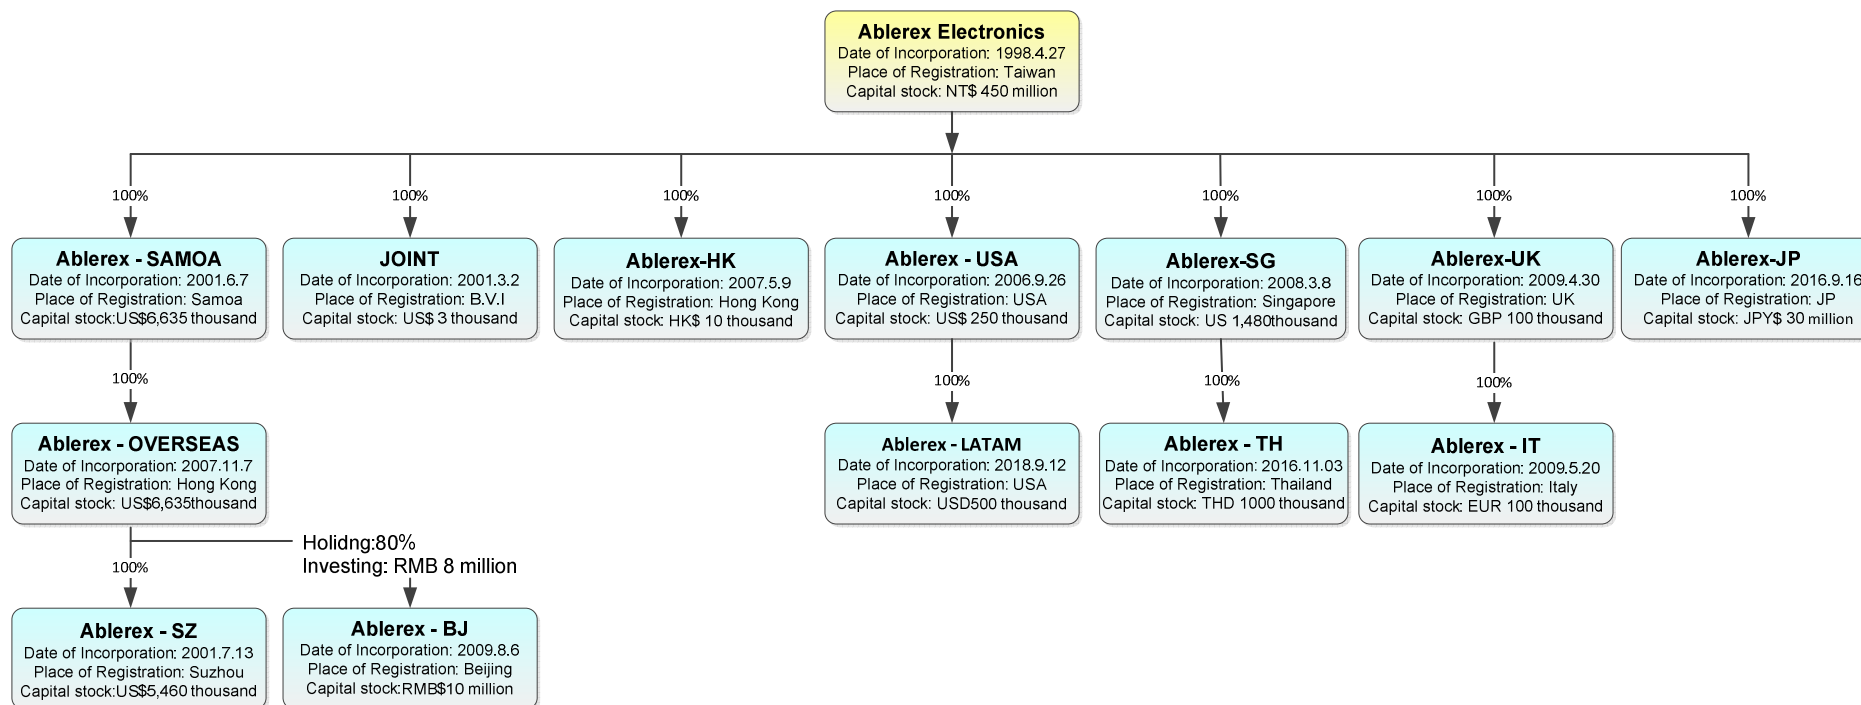 Ablerex Electronics
Date of Incorporation: 1998.4.27
Place of Registration: Taiwan
Capital stock: NT$ 450 million
100%
100%
100%
100%
100%
100%
100%
Ablerex - SAMOA
Date of Incorporation: 2001.6.7
Place of Registration: Samoa
Capital stock:US$6,635 thousand
JOINT
Date of Incorporation: 2001.3.2
Place of Registration: B.V.I
Capital stock: US$ 3 thousand
Ablerex-HK
Date of Incorporation: 2007.5.9
Place of Registration: Hong Kong
Capital stock: HK$ 10 thousand
Ablerex - USA
Date of Incorporation: 2006.9.26
Place of Registration: USA
Capital stock: US$ 250 thousand
Ablerex-SG
Date of Incorporation: 2008.3.8
Place of Registration: Singapore
Capital stock: US 1,480thousand
Ablerex-UK
Date of Incorporation: 2009.4.30
Place of Registration: UK
Capital stock: GBP 100 thousand
Ablerex-JP
Date of Incorporation: 2016.9.16
Place of Registration: JP
Capital stock: JPY$ 30 million
100%
100%
100%
100%
Ablerex - OVERSEAS
Date of Incorporation: 2007.11.7
Place of Registration: Hong Kong
Capital stock: US$6,635thousand
Ablerex - LATAM
Date of Incorporation: 2018.9.12
Place of Registration: USA
Capital stock: USD500 thousand
Ablerex - TH
Date of Incorporation: 2016.11.03
Place of Registration: Thailand
Capital stock: THD 1000 thousand
Ablerex - IT
Date of Incorporation: 2009.5.20
Place of Registration: Italy
Capital stock: EUR 100 thousand
Holidng:80%
Investing: RMB 8 million
100%
Ablerex - SZ
Date of Incorporation: 2001.7.13
Place of Registration: Suzhou
Capital stock:US$5,460 thousand
Ablerex - BJ
Date of Incorporation: 2009.8.6
Place of Registration: Beijing
Capital stock:RMB$10 million